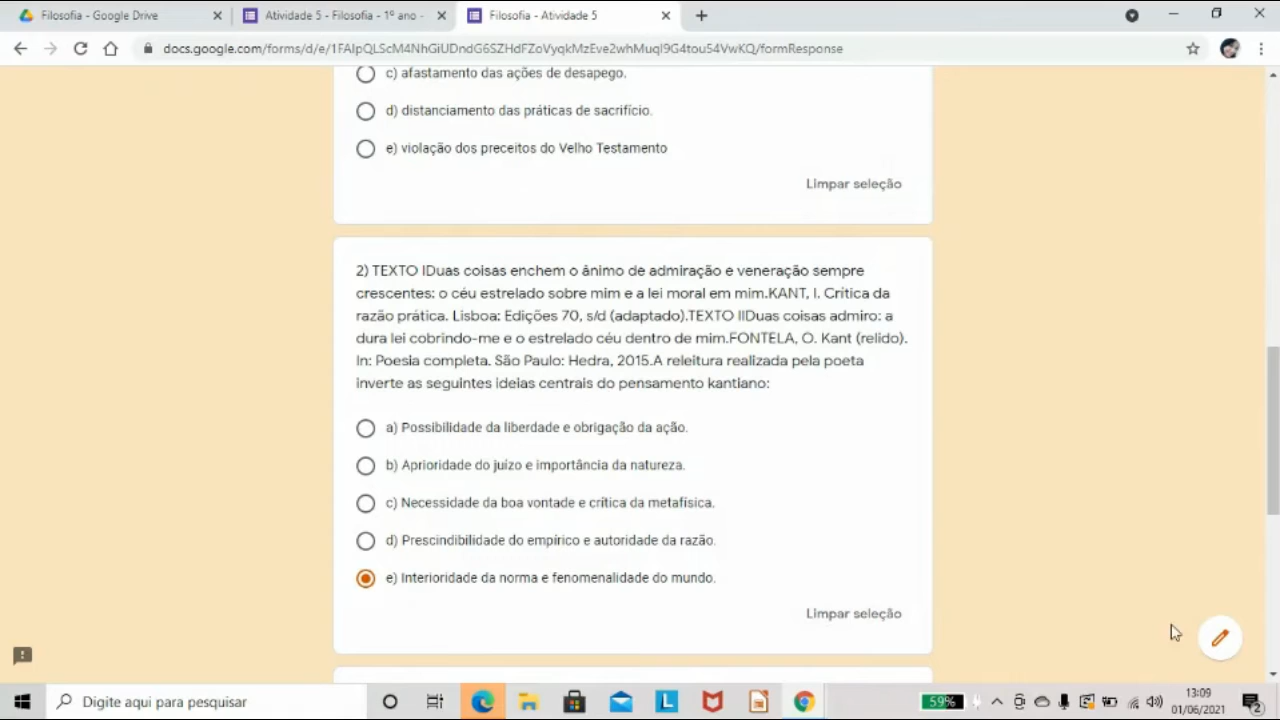 Filosofia - Google Drive
Atividade 5 - Filosofia - 1º ano -
Filosofia - Atividade 5
docs.google.com/forms/d/e/1FAIpQLScM4NhGiUDndG6SZHdFZoVyqkMzEve2whMuqI9G4tou54VwKQ/formResponse
c) afastamento das ações de desapego.
d) distanciamento das práticas de sacrifício.
e) violação dos preceitos do Velho Testamento
Limpar seleção
2) TEXTO IDuas coisas enchem o ânimo de admiração e veneração sempre
crescentes: o céu estrelado sobre mim e a lei moral em mim.KANT, I. Crítica da
razão prática. Lisboa: Edições 70, s/d (adaptado).TEXTO IIDuas coisas admiro: a
dura lei cobrindo-me e o estrelado céu dentro de mim.FONTELA, O. Kant (relido).
In: Poesia completa. São Paulo: Hedra, 2015.A releitura realizada pela poeta
inverte as seguintes ideias centrais do pensamento kantiano:
a) Possibilidade da liberdade e obrigação da ação.
b) Aprioridade do juízo e importância da natureza.
c) Necessidade da boa vontade e crítica da metafísica.
d) Prescindibilidade do empírico e autoridade da razão.
e) Interioridade da norma e fenomenalidade do mundo.
Limpar seleção
Digite aqui para pesquisar
L
59%
13:09
01/06/2021
2